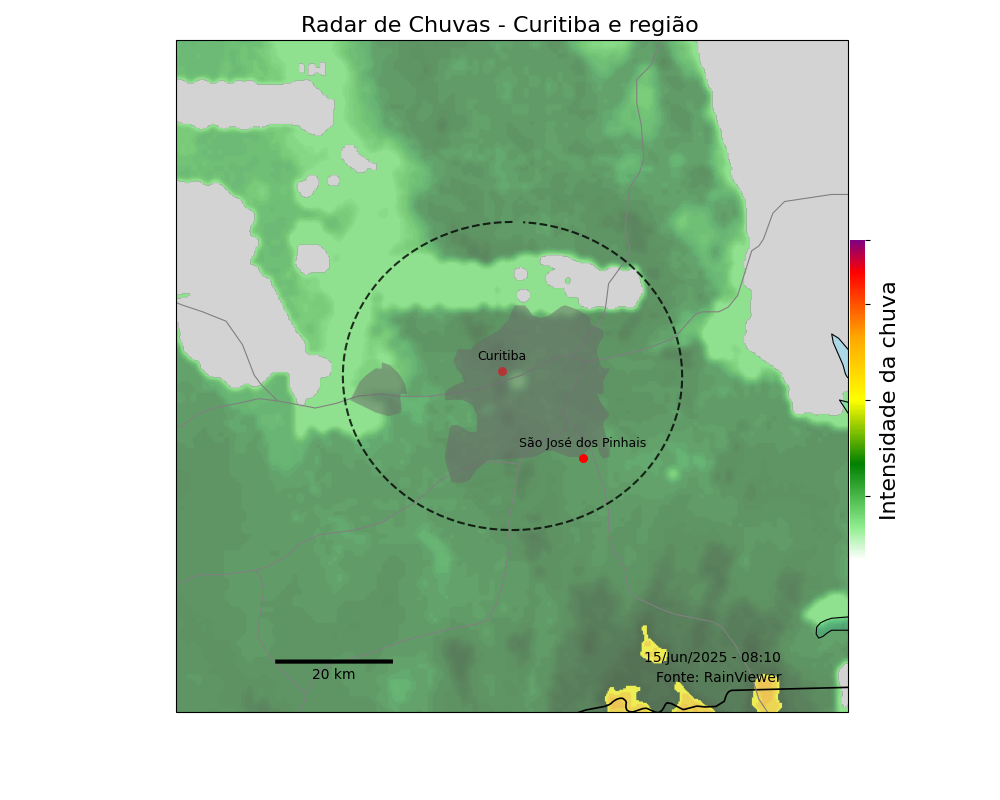 Radar de Chuvas - Curitiba e região
Curitiba
São José dos Pinhais
Intensidade da chuva
20 km
15/Jun/2025 - 08:10
Fonte: RainViewer